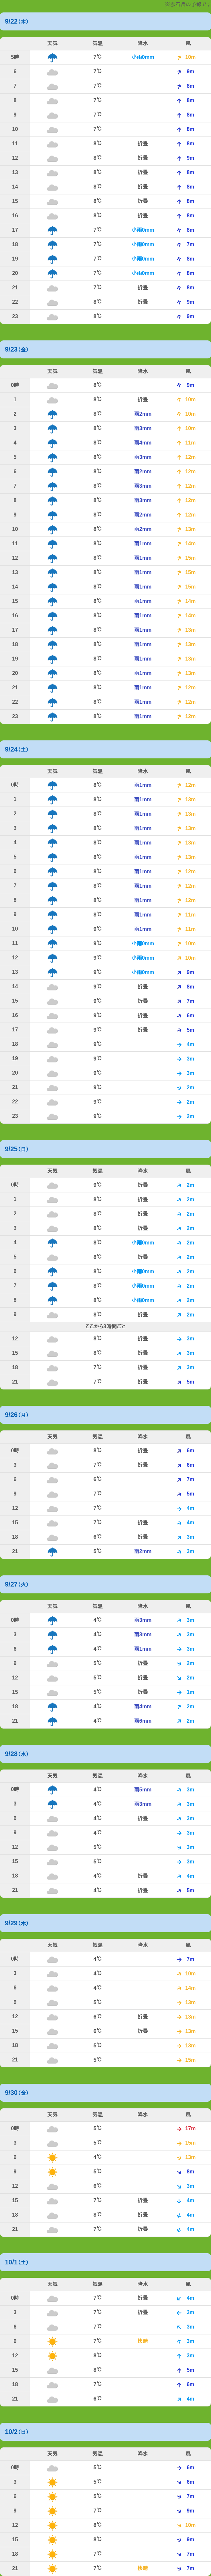 9/22(木)
天気 気温 降水 風
5時 7℃ 小雨0mm 10m
6 7℃ 9m
7 7℃ 8m
8 7℃ 8m
9 7℃ 8m
10 7℃ 8m
11 8℃ 折畳 8m
12 8℃ 折畳 9m
13 8℃ 折畳 8m
14 8℃ 折畳 8m
15 8℃ 折畳 8m
16 8℃ 折畳 8m
17 7℃ 小雨0mm 8m
18 7℃ 小雨0mm 7m
19 7℃ 小雨0mm 8m
20 7℃ 小雨0mm 8m
21 7℃ 折畳 8m
22 7℃ 折畳 9m
23 8℃ 9m
9/23(金)
天気 気温 降水 風
0時 8℃ 9m
1 8℃ 折畳 10m
2 8℃ 雨2mm 10m
3 8℃ 雨3mm 10m
4 8℃ 雨4mm 11m
5 8℃ 雨3mm 12m
6 8℃ 雨2mm 12m
7 8℃ 雨3mm 12m
8 8℃ 雨3mm 12m
9 8℃ 雨2mm 12m
10 8℃ 雨2mm 13m
11 8℃ 雨1mm 14m
12 8℃ 雨1mm 15m
13 8℃ 雨1mm 15m
14 8℃ 雨1mm 15m
15 8℃ 雨1mm 14m
16 8℃ 雨1mm 14m
17 8℃ 雨1mm 13m
18 8℃ 雨1mm 13m
19 8℃ 雨1mm 13m
20 8℃ 雨1mm 13m
21 8℃ 雨1mm 12m
22 8℃ 雨1mm 12m
23 8℃ 雨1mm 12m
9/24(土)
天気 気温 降水 風
0時 8℃ 雨1mm 12m
1 8℃ 雨1mm 13m
2 8℃ 雨1mm 13m
3 8℃ 雨1mm 13m
4 8℃ 雨1mm 13m
5 8℃ 雨1mm 12m
6 8℃ 雨1mm 12m
7 8℃ 雨1mm 12m
8 8℃ 雨1mm 12m
9 8℃ 雨1mm 11m
10 9℃ 雨1mm 11m
11 9℃ 小雨0mm 10m
12 9℃ 小雨0mm 10m
13 9℃ 小雨0mm 9m
14 9℃ 折畳 8m
15 9℃ 折畳 7m
16 9℃ 折畳 6m
17 9℃ 折畳 5m
18 9℃ 4m
19 9℃ 3m
20 9℃ 3m
21 9℃ 2m
22 9℃ 2m
23 9℃ 2m
9/25(日)
天気 気温 降水 風
0時 9℃ 折畳 2m
1 8℃ 折畳 2m
2 8℃ 折畳 2m
3 8℃ 折畳 2m
4 8℃ 小雨0mm 2m
5 8℃ 折畳 2m
6 8℃ 小雨0mm 2m
7 8℃ 小雨0mm 2m
8 8℃ 小雨0mm 2m
9 8℃ 折畳 2m
ここから3時間ごと
12 8℃ 折畳 3m
15 8℃ 折畳 3m
18 7℃ 折畳 3m
21 7℃ 折畳 5m
9/26(月)
天気 気温 降水 風
0時 8℃ 折畳 6m
3 7℃ 折畳 6m
6 6℃ 7m
9 7℃ 5m
12 7℃ 4m
15 7℃ 折畳 4m
18 6℃ 折畳 3m
21 5℃ 雨2mm 3m
9/27(火)
天気 気温 降水 風
0時 4℃ 雨3mm 3m
3 4℃ 雨3mm 3m
6 4℃ 雨1mm 3m
9 5℃ 折畳 2m
12 5℃ 折畳 2m
15 5℃ 折畳 1m
18 4℃ 雨4mm 2m
21 4℃ 雨6mm 2m
9/28(水)
天気 気温 降水 風
0時 4℃ 雨5mm 3m
3 4℃ 雨3mm 3m
6 4℃ 折畳 3m
9 4℃ 3m
12 5℃ 3m
15 5℃ 3m
18 4℃ 折畳 4m
21 4℃ 折畳 5m
9/29(木)
天気 気温 降水 風
0時 4℃ 7m
3 4℃ 10m
6 4℃ 14m
9 5℃ 13m
12 6℃ 折畳 13m
15 6℃ 折畳 13m
18 5℃ 13m
21 5℃ 15m
9/30(金)
天気 気温 降水 風
0時 5℃ 17m
3 5℃ 15m
6 4℃ 13m
9 5℃ 8m
12 6℃ 3m
15 7℃ 折畳 4m
18 8℃ 折畳 4m
21 7℃ 折畳 4m
10/1(土)
天気 気温 降水 風
0時 7℃ 折畳 4m
3 7℃ 折畳 3m
6 7℃ 3m
9 7℃ 快晴 3m
12 8℃ 3m
15 8℃ 5m
18 7℃ 6m
21 6℃ 4m
10/2(日)
天気 気温 降水 風
0時 5℃ 6m
3 5℃ 6m
6 5℃ 7m
9 7℃ 9m
12 8℃ 10m
15 8℃ 9m
18 7℃ 7m
21 7℃ 快晴 7m